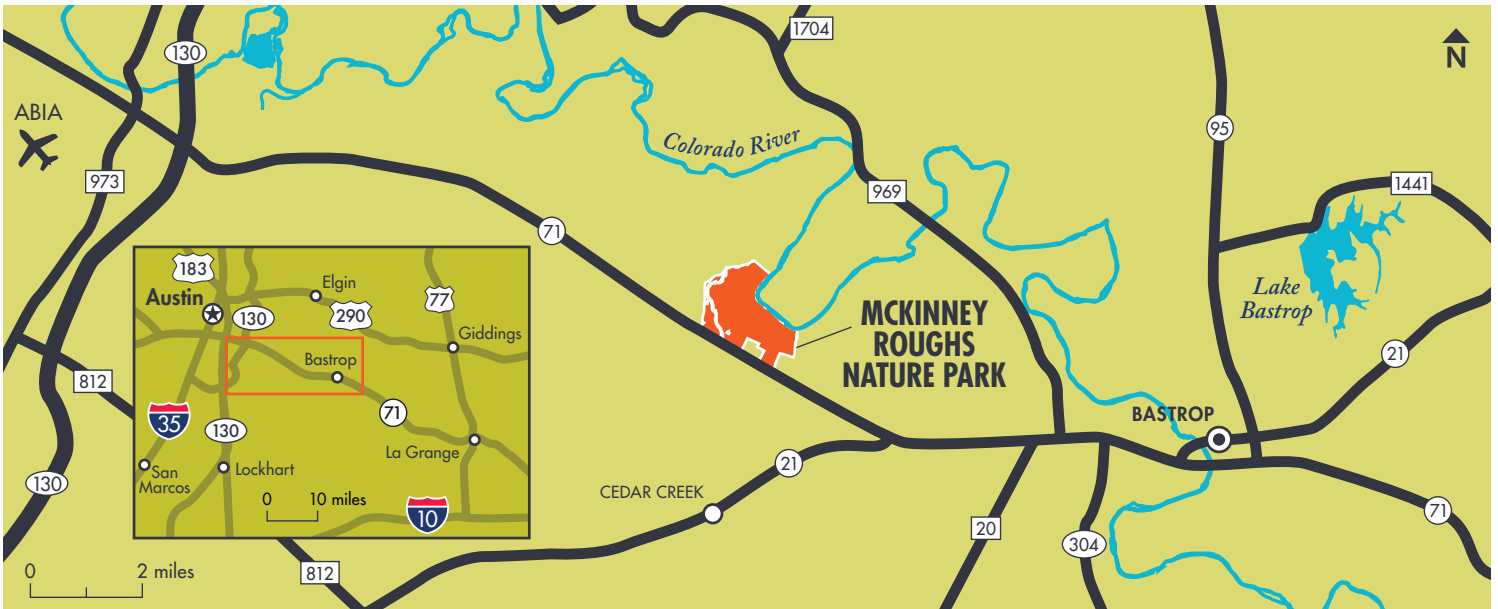 1704
130
N
ABIA
95
Colorado River
973
969
1441
71
183
Elgin
Austin
130
290
77
Giddings
Lake
Bastrop
MCKINNEY
ROUGHS
NATURE PARK
Bastrop
21
812
35
130
71
BASTROP
La Grange
21
San
Marcos
Lockhart
130
0 10 miles
CEDAR CREEK
10
71
20
304
0 2 miles
812